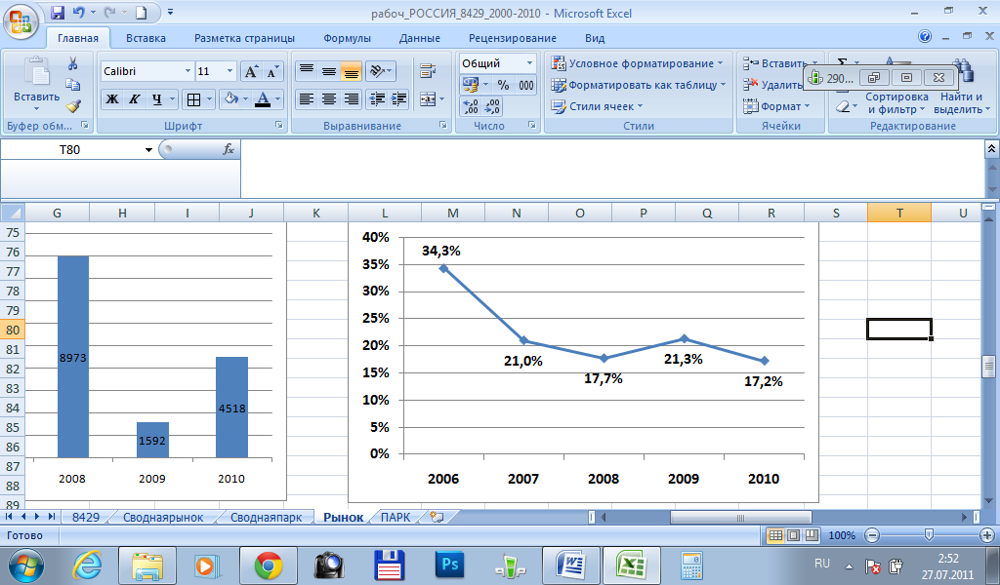 рабоч_РОССИЯ_8429_2000-2010 - Microsoft Excel
Главная Вставка Разметка страницы Формулы Данные Рецензирование Вид
Вставить
Calibri 11
Ж К Ч
Общий
% 000
,0 ,00
,00 ,0
Условное форматирование
Форматировать как таблицу
Стили ячеек
Вставить
Удалить
Формат
Σ
290...
Сортировка и фильтр
Найти и выделить
Буфер обм... Шрифт Выравнивание Число Стили Ячейки Редактирование
T80 fx
G H I J K L M N O P Q R S T U
75
76
77
78
79
80
81
82
83
84
85
86
87
88
89
8973
1592
4518
2008 2009 2010
40%
35%
30%
25%
20%
15%
10%
5%
0%
34,3%
21,0%
17,7%
21,3%
17,2%
2006 2007 2008 2009 2010
8429 Своднаярынок Своднаяпарк Рынок ПАРК
Готово 100%
Ps
W
RU 2:52
27.07.2011